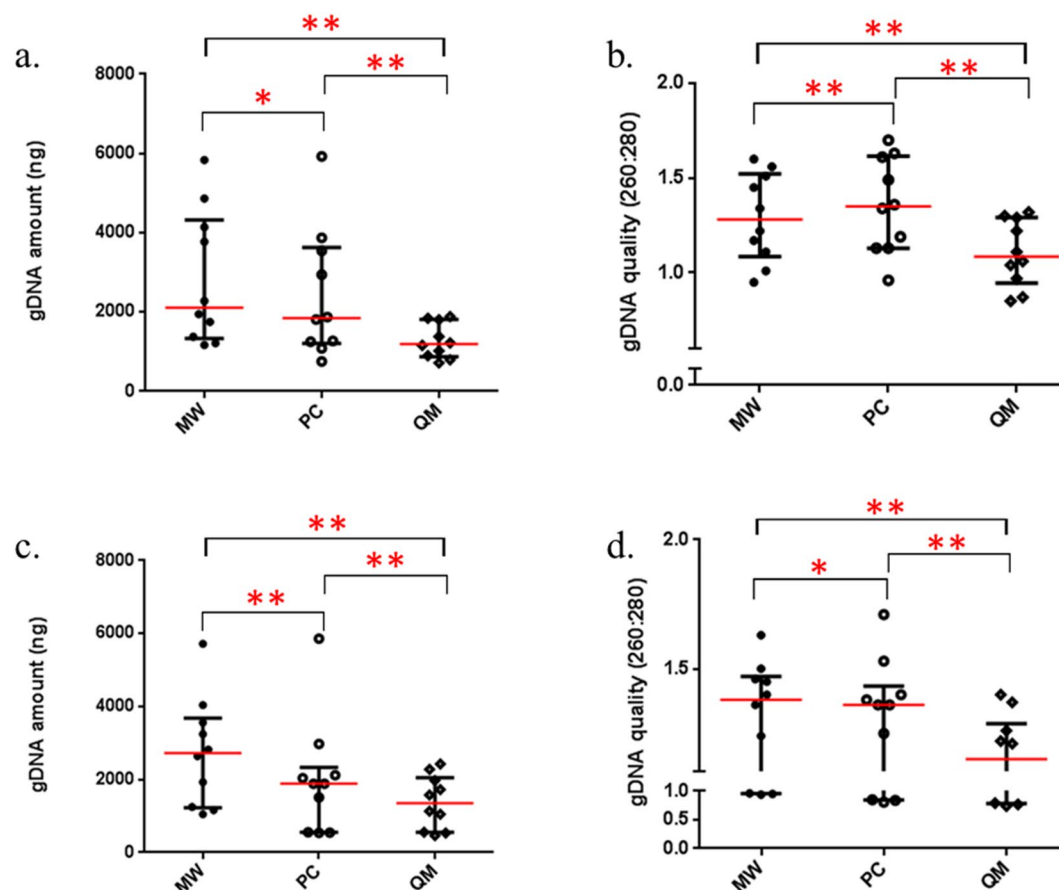 a.
**
**
*
gDNA amount (ng)
8000
6000
4000
2000
0
MW
PC
QM
b.
**
**
**
gDNA quality (260:280)
2.0
1.5
1.0
0.0
MW
PC
QM
c.
**
**
**
gDNA amount (ng)
8000
6000
4000
2000
0
MW
PC
QM
d.
**
**
*
gDNA quality (260:280)
2.0
1.5
1.0
0.5
0.0
MW
PC
QM